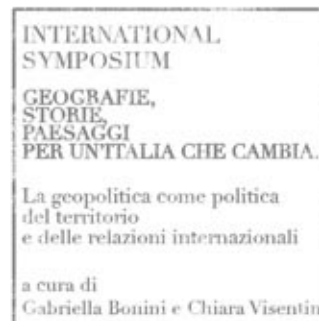 INTERNATIONAL
SYMPOSIUM
GEOGRAFIE,
STORIE,
PAESAGGI
PER UN'ITALIA CHE CAMBIA.
La geopolitica come politica
del territorio
e delle relazioni internazionali
a cura di
Gabriella Bonini e Chiara Visentin